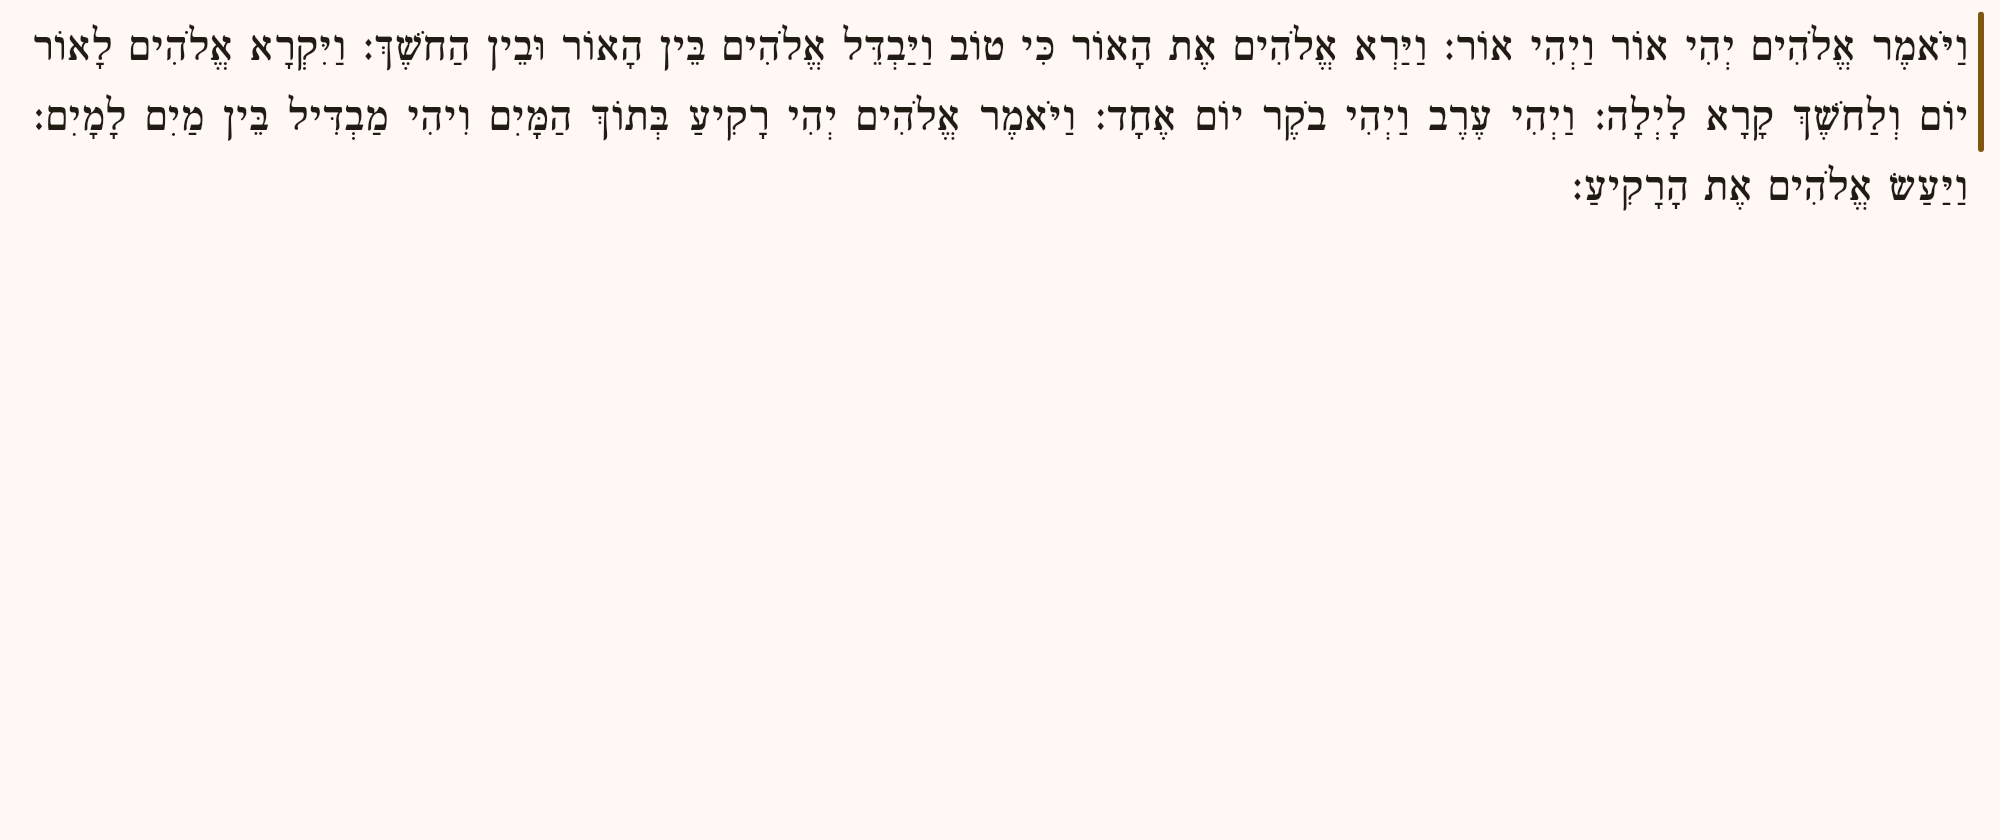 וַיֹּאמֶר אֱלֹהִים יְהִי אוֹר וַיְהִי אוֹר׃ וַיַּרְא אֱלֹהִים אֶת הָאוֹר כִּי טוֹב וַיַּבְדֵּל אֱלֹהִים בֵּין הָאוֹר וּבֵין הַחֹשֶׁךְ׃ וַיִּקְרָא אֱלֹהִים לָאוֹר
יוֹם וְלַחֹשֶׁךְ קָרָא לָיְלָה׃ וַיְהִי עֶרֶב וַיְהִי בֹקֶר יוֹם אֶחָד׃ וַיֹּאמֶר אֱלֹהִים יְהִי רָקִיעַ בְּתוֹךְ הַמָּיִם וִיהִי מַבְדִּיל בֵּין מַיִם לָמָיִם׃
וַיַּעַשׂ אֱלֹהִים אֶת הָרָקִיעַ׃